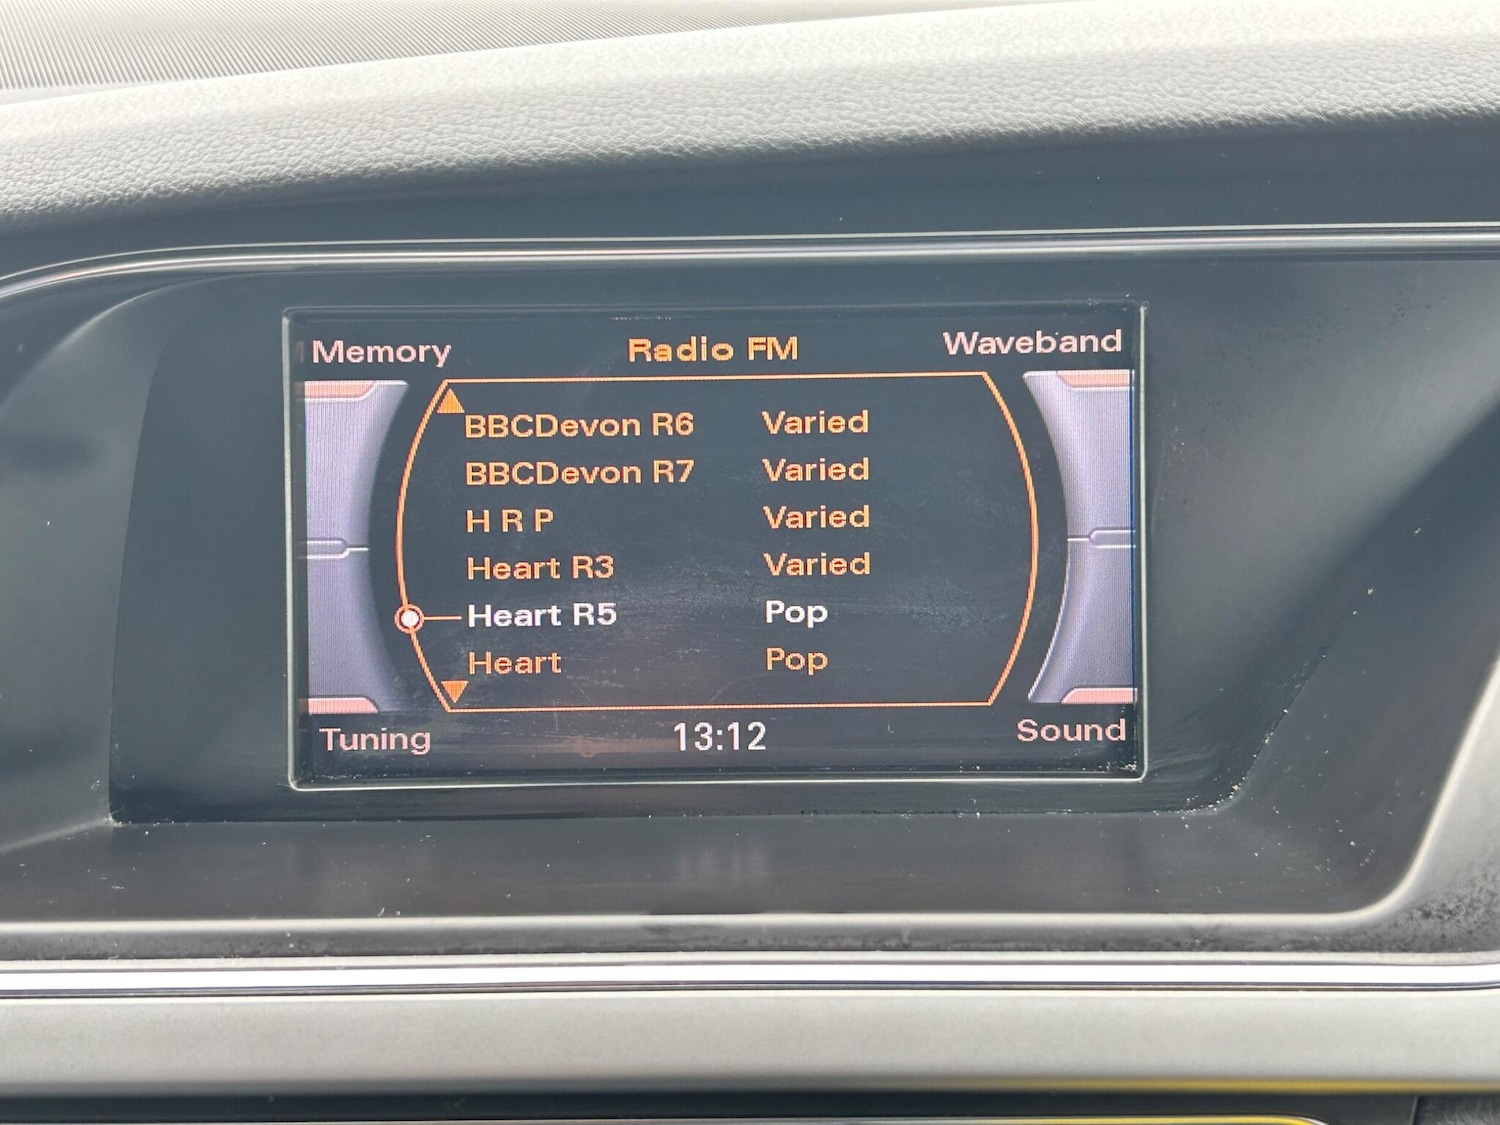 Memory Radio FM Waveband
BBCDevon R6 Varied
BBCDevon R7 Varied
H R P Varied
Heart R3 Varied
Heart R5 Pop
Heart Pop
Tuning 13:12 Sound